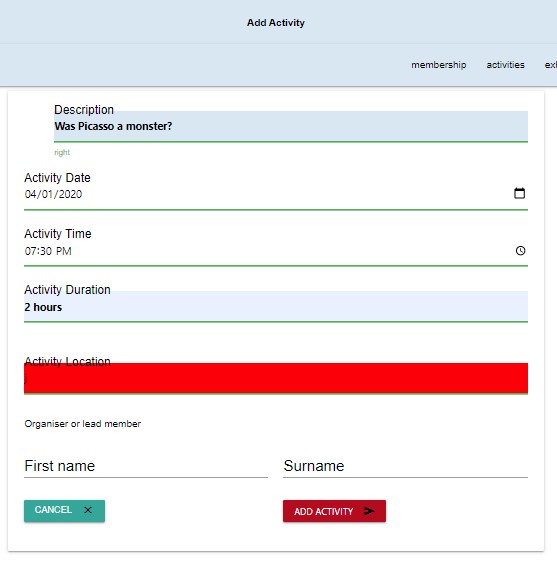 Add Activity
membership activities
Description
Was Picasso a monster?
right
Activity Date
04/01/2020
Activity Time
07:30 PM
Activity Duration
2 hours
Activity Location
Organiser or lead member
First name Surname
CANCEL ADD ACTIVITY